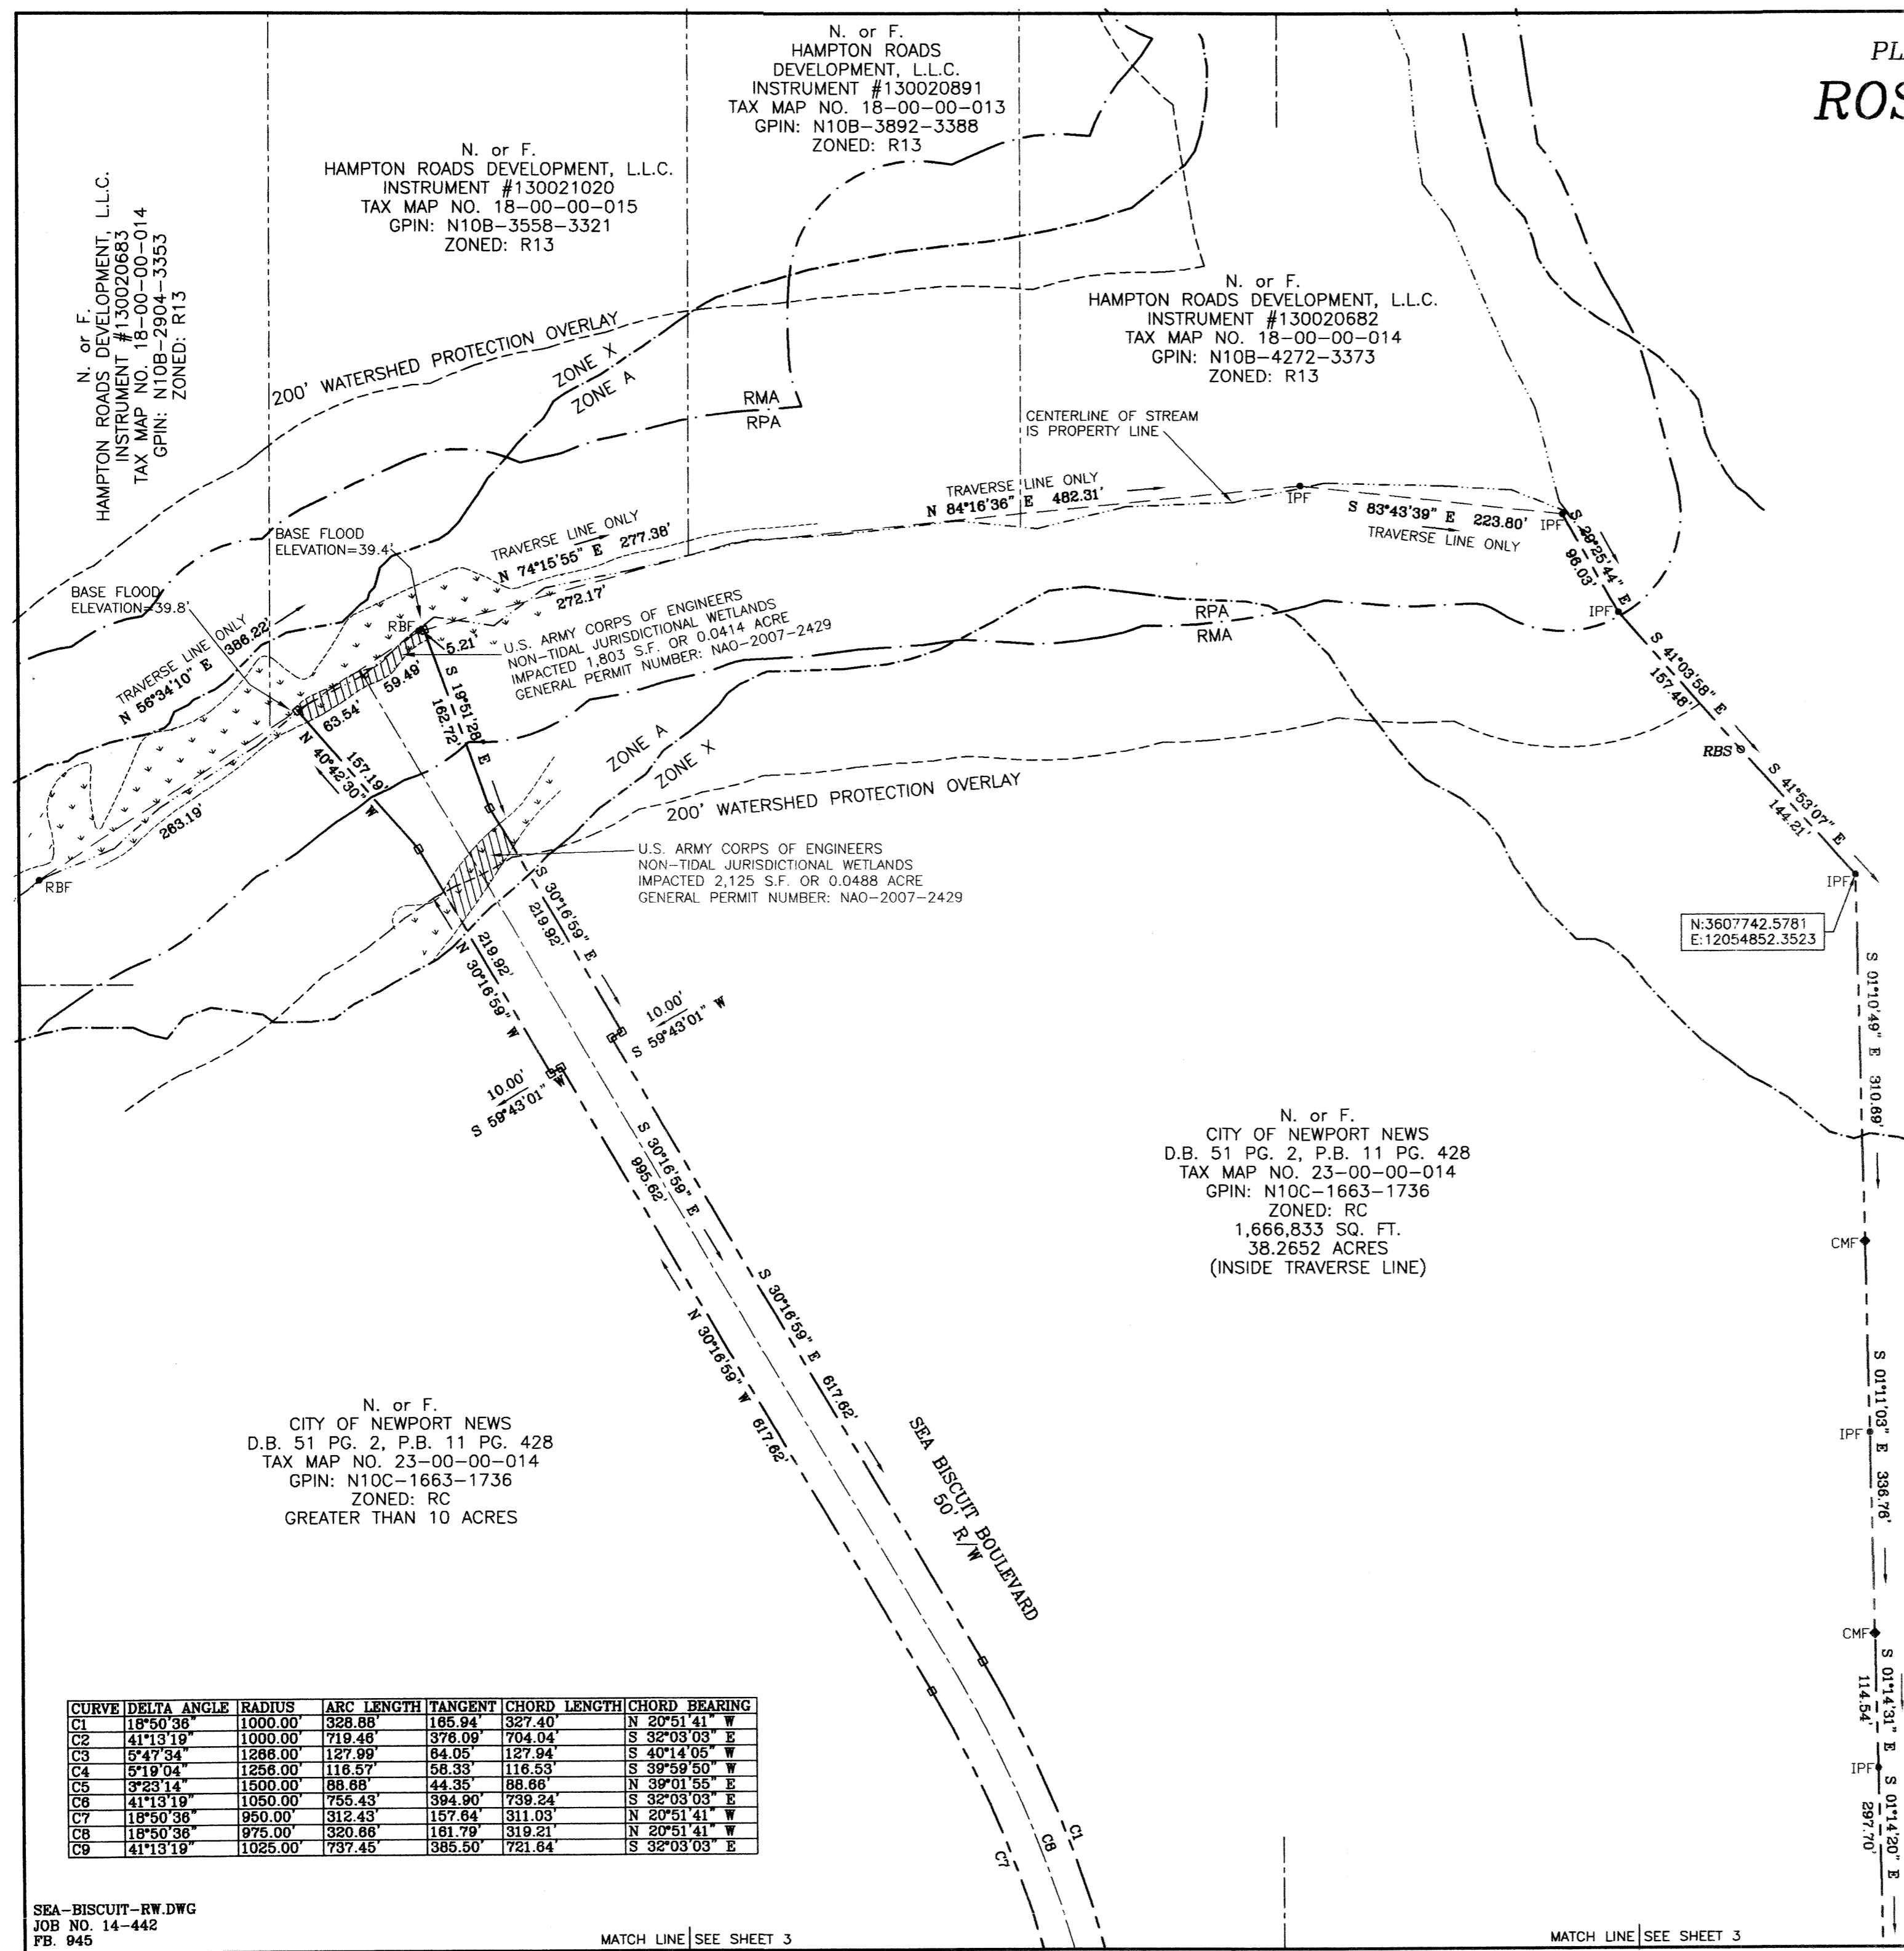 PL
ROS
N. or F.
HAMPTON ROADS
DEVELOPMENT, L.L.C.
INSTRUMENT #130020891
TAX MAP NO. 18-00-00-013
GPIN: N10B-3892-3388
ZONED: R13
N. or F.
HAMPTON ROADS DEVELOPMENT, L.L.C.
INSTRUMENT #130021020
TAX MAP NO. 18-00-00-015
GPIN: N10B-3558-3321
ZONED: R13
N. or F.
HAMPTON ROADS DEVELOPMENT, L.L.C.
INSTRUMENT #130020683
TAX MAP NO. 18-00-00-014
GPIN: N10B-2904-3353
ZONED: R13
N. or F.
HAMPTON ROADS DEVELOPMENT, L.L.C.
INSTRUMENT #130020682
TAX MAP NO. 18-00-00-014
GPIN: N10B-4272-3373
ZONED: R13
200' WATERSHED PROTECTION OVERLAY
ZONE X
ZONE A
RMA
RPA
CENTERLINE OF STREAM
IS PROPERTY LINE
TRAVERSE LINE ONLY
N 84°16'36" E 482.31'
IPF
S 83°43'39" E 223.80'
TRAVERSE LINE ONLY
IPF
S 29°25'44" E
96.03'
IPF
BASE FLOOD
ELEVATION=39.4'
TRAVERSE LINE ONLY
N 74°15'55" E 277.38'
272.17'
BASE FLOOD
ELEVATION=39.8'
TRAVERSE LINE ONLY
N 56°34'10" E 386.22'
RBF
5.21'
59.49'
63.54'
263.19'
RBF
U.S. ARMY CORPS OF ENGINEERS
NON-TIDAL JURISDICTIONAL WETLANDS
IMPACTED 1,803 S.F. OR 0.0414 ACRE
GENERAL PERMIT NUMBER: NAO-2007-2429
S 19°51'28" E
162.72'
157.19'
N 40°42'30" W
RPA
RMA
S 41°03'58" E
157.48'
RBS
S 41°53'07" E
144.21'
IPF
N:3607742.5781
E:12054852.3523
ZONE A
ZONE X
200' WATERSHED PROTECTION OVERLAY
U.S. ARMY CORPS OF ENGINEERS
NON-TIDAL JURISDICTIONAL WETLANDS
IMPACTED 2,125 S.F. OR 0.0488 ACRE
GENERAL PERMIT NUMBER: NAO-2007-2429
S 30°16'59" E
219.92'
219.92'
N 30°16'59" W
10.00'
S 59°43'01" W
10.00'
S 59°43'01" W
S 30°16'59" E
995.62'
S 01°10'49" E 310.69'
N. or F.
CITY OF NEWPORT NEWS
D.B. 51 PG. 2, P.B. 11 PG. 428
TAX MAP NO. 23-00-00-014
GPIN: N10C-1663-1736
ZONED: RC
1,666,833 SQ. FT.
38.2652 ACRES
(INSIDE TRAVERSE LINE)
CMF
S 30°16'59" E 617.62'
N 30°16'59" W 617.62'
S 01°11'03" E 336.76'
IPF
N. or F.
CITY OF NEWPORT NEWS
D.B. 51 PG. 2, P.B. 11 PG. 428
TAX MAP NO. 23-00-00-014
GPIN: N10C-1663-1736
ZONED: RC
GREATER THAN 10 ACRES
SEA BISCUIT BOULEVARD
50' R/W
CMF
S 01°14'31" E
114.54'
IPF
S 01°14'20" E
297.70'
CURVE DELTA ANGLE RADIUS ARC LENGTH TANGENT CHORD LENGTH CHORD BEARING
C1 18°50'36" 1000.00' 328.88' 165.94' 327.40' N 20°51'41" W
C2 41°13'19" 1000.00' 719.46' 376.09' 704.04' S 32°03'03" E
C3 5°47'34" 1266.00' 127.99' 64.05' 127.94' S 40°14'05" W
C4 5°19'04" 1256.00' 116.57' 58.33' 116.53' S 39°59'50" W
C5 3°23'14" 1500.00' 88.68' 44.35' 88.66' N 39°01'55" E
C6 41°13'19" 1050.00' 755.43' 394.90' 739.24' S 32°03'03" E
C7 18°50'36" 950.00' 312.43' 157.64' 311.03' N 20°51'41" W
C8 18°50'36" 975.00' 320.66' 161.79' 319.21' N 20°51'41" W
C9 41°13'19" 1025.00' 737.45' 385.50' 721.64' S 32°03'03" E
C7
C8
C1
SEA-BISCUIT-RW.DWG
JOB NO. 14-442
FB. 945
MATCH LINE SEE SHEET 3
MATCH LINE SEE SHEET 3